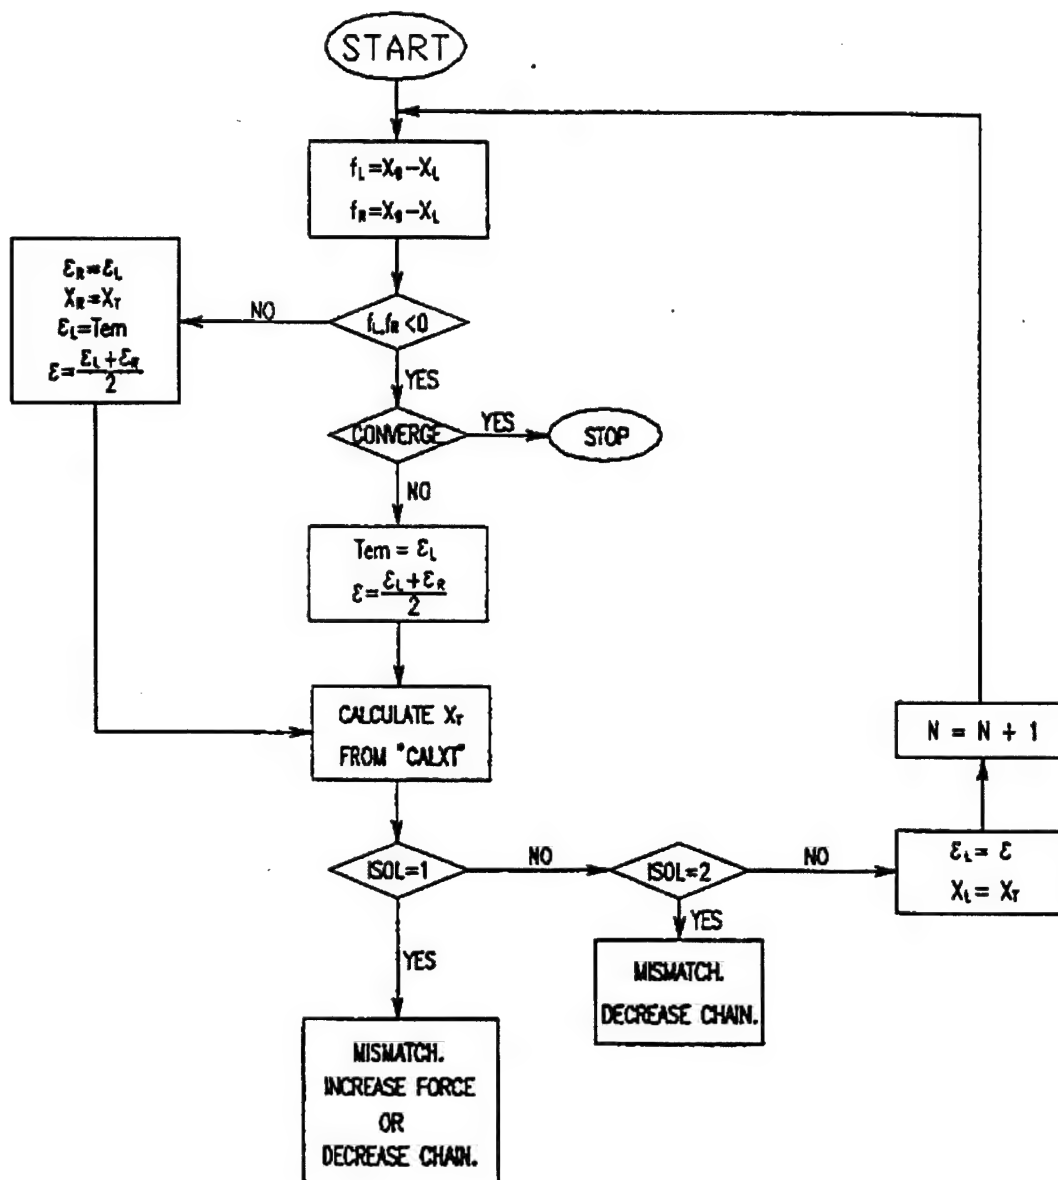 START
f_L=X_g-X_L
f_R=X_g-X_L
ε_R=ε_L
X_R=X_T
ε_L=Tem
ε=(ε_L+ε_R)/2
NO
f_L.f_R<0
YES
CONVERGE
YES
STOP
NO
Tem = ε_L
ε=(ε_L+ε_R)/2
CALCULATE X_T
FROM "CALXT"
N = N + 1
ISOL=1
NO
ISOL=2
NO
ε_L= ε
X_L= X_T
YES
MISMATCH.
DECREASE CHAIN.
YES
MISMATCH.
INCREASE FORCE
OR
DECREASE CHAIN.